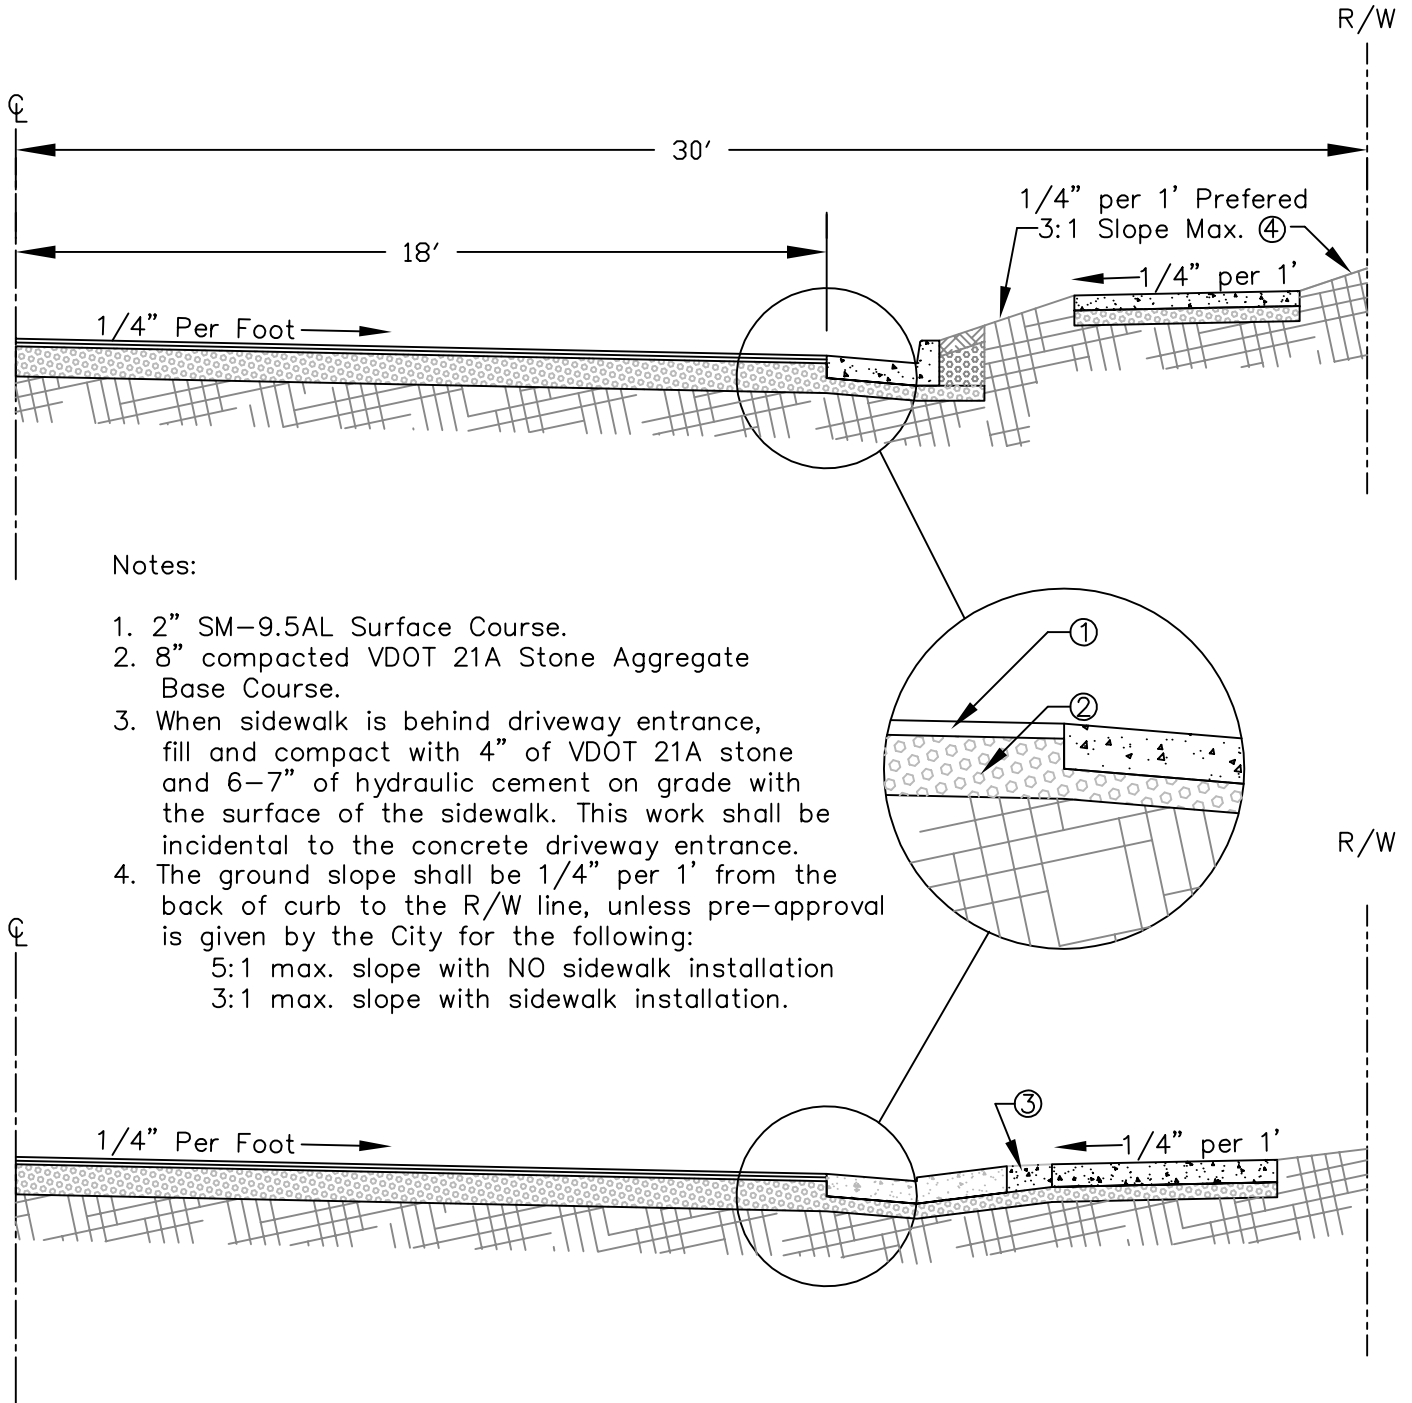 R/W
℄
30'
1/4" per 1' Prefered
3:1 Slope Max. ④
18'
1/4" per 1'
1/4" Per Foot
Notes:
1. 2" SM-9.5AL Surface Course.
2. 8" compacted VDOT 21A Stone Aggregate
Base Course.
3. When sidewalk is behind driveway entrance,
fill and compact with 4" of VDOT 21A stone
and 6-7" of hydraulic cement on grade with
the surface of the sidewalk. This work shall be
incidental to the concrete driveway entrance.
4. The ground slope shall be 1/4" per 1' from the
back of curb to the R/W line, unless pre-approval
is given by the City for the following:
5:1 max. slope with NO sidewalk installation
3:1 max. slope with sidewalk installation.
①
②
R/W
℄
③
1/4" Per Foot
1/4" per 1'